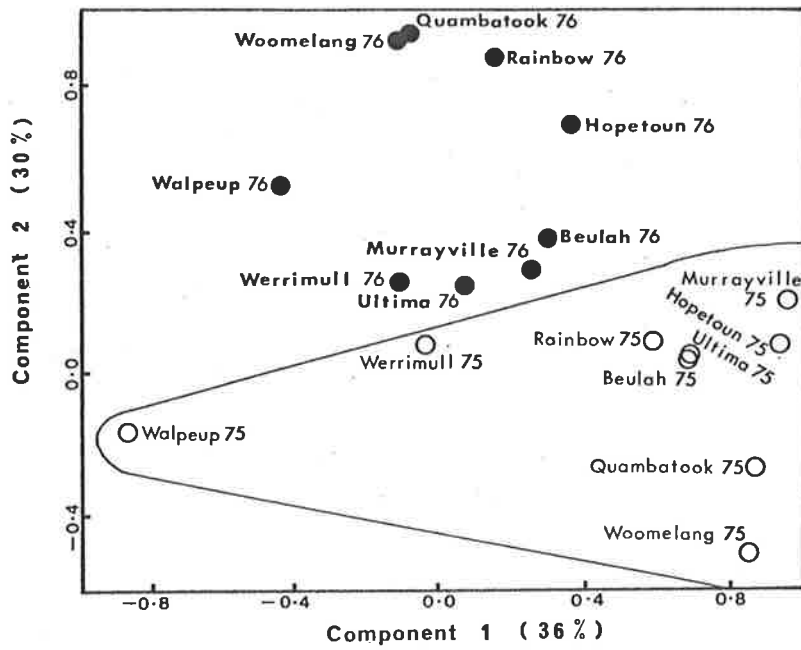 Quambatook 76
Woomelang 76
Rainbow 76
0·8
Hopetoun 76
Walpeup 76
Component 2 (30%)
0·4
Murrayville 76
Beulah 76
Werrimull 76
Ultima 76
Murrayville
75
Hopetoun 75
Ultima 75
Rainbow 75
Werrimull 75
Beulah 75
0·0
Walpeup 75
Quambatook 75
−0·4
Woomelang 75
−0·8
−0·4
0·0
0·4
0·8
Component 1 (36%)